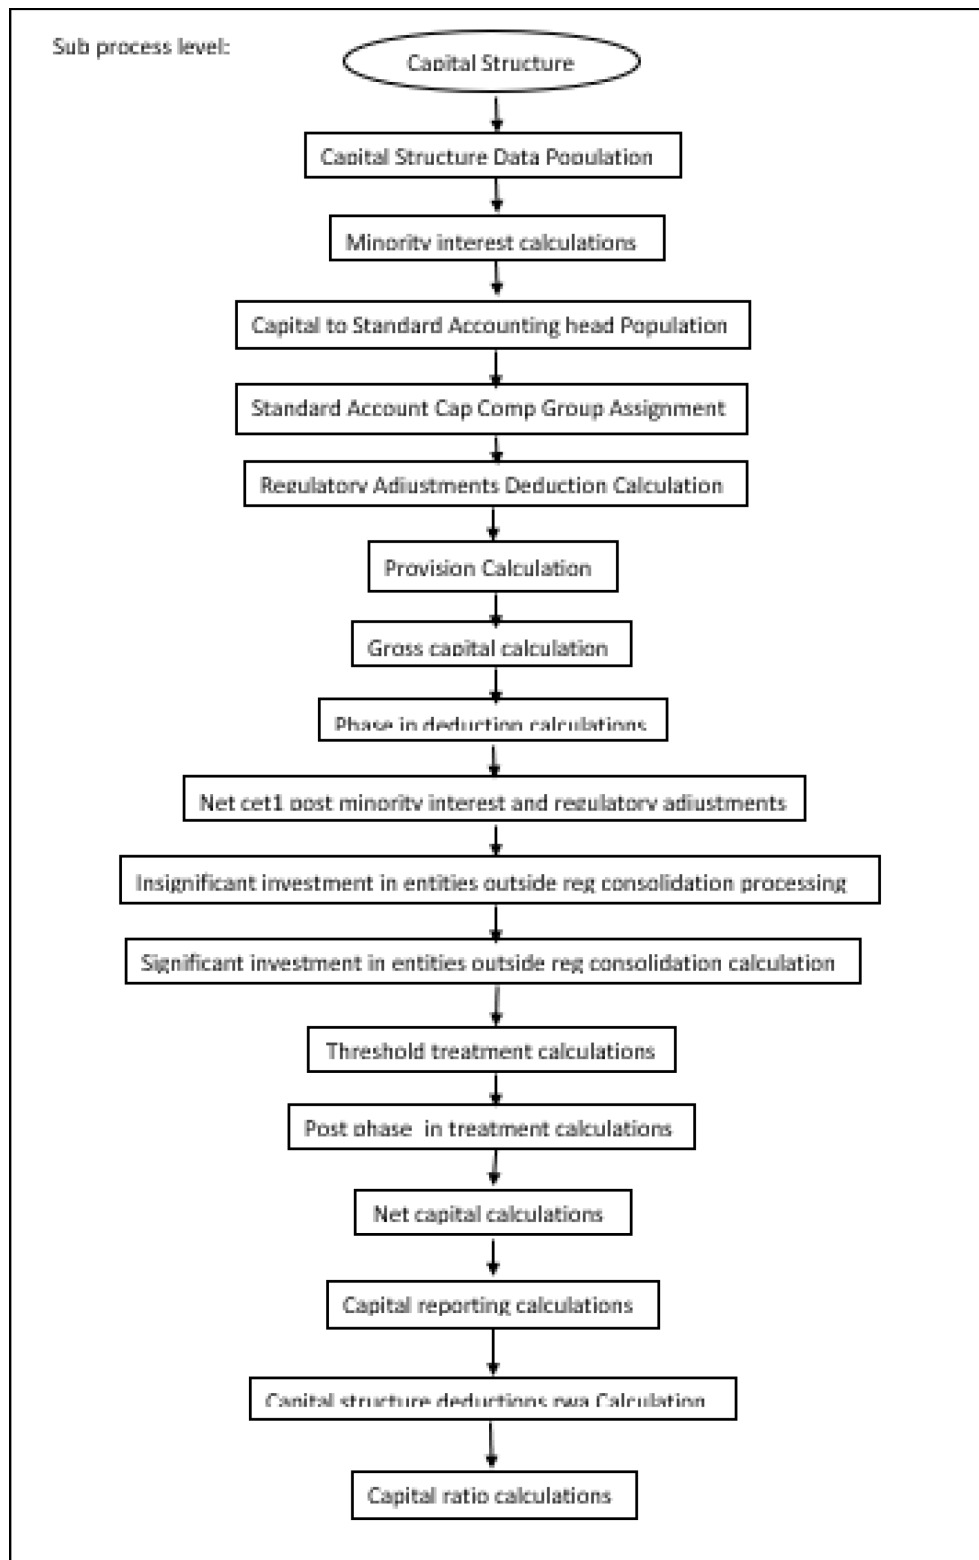 Sub process level:
Capital Structure
Capital Structure Data Population
Minority interest calculations
Capital to Standard Accounting head Population
Standard Account Cap Comp Group Assignment
Regulatory Adjustments Deduction Calculation
Provision Calculation
Gross capital calculation
Phase in deduction calculations
Net cet1 post minority interest and regulatory adjustments
Insignificant investment in entities outside reg consolidation processing
Significant investment in entities outside reg consolidation calculation
Threshold treatment calculations
Post phase in treatment calculations
Net capital calculations
Capital reporting calculations
Capital structure deductions rwa Calculation
Capital ratio calculations